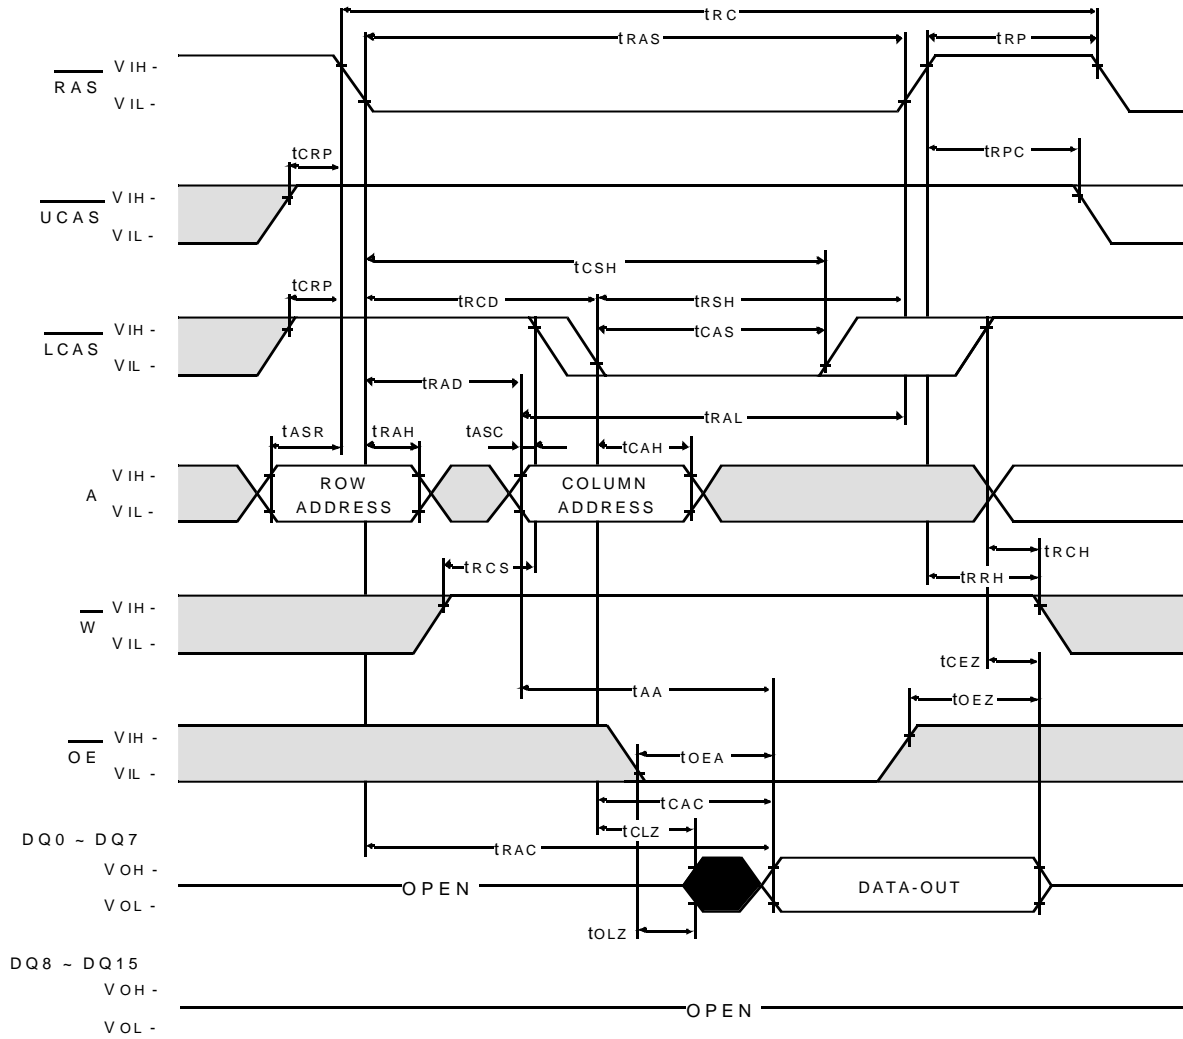 tRC
tRAS
tRP
RAS
VIH -
VIL -
tCRP
tRPC
UCAS
VIH -
VIL -
tCSH
tCRP
tRCD
tRSH
LCAS
VIH -
VIL -
tCAS
tRAD
tRAL
tASR
tRAH
tASC
tCAH
A
VIH -
VIL -
ROW
ADDRESS
COLUMN
ADDRESS
tRCH
tRCS
tRRH
W
VIH -
VIL -
tCEZ
tAA
tOEZ
OE
VIH -
VIL -
tOEA
tCAC
tCLZ
tRAC
DQ0 ~ DQ7
VOH -
VOL -
OPEN
DATA-OUT
tOLZ
DQ8 ~ DQ15
VOH -
VOL -
OPEN